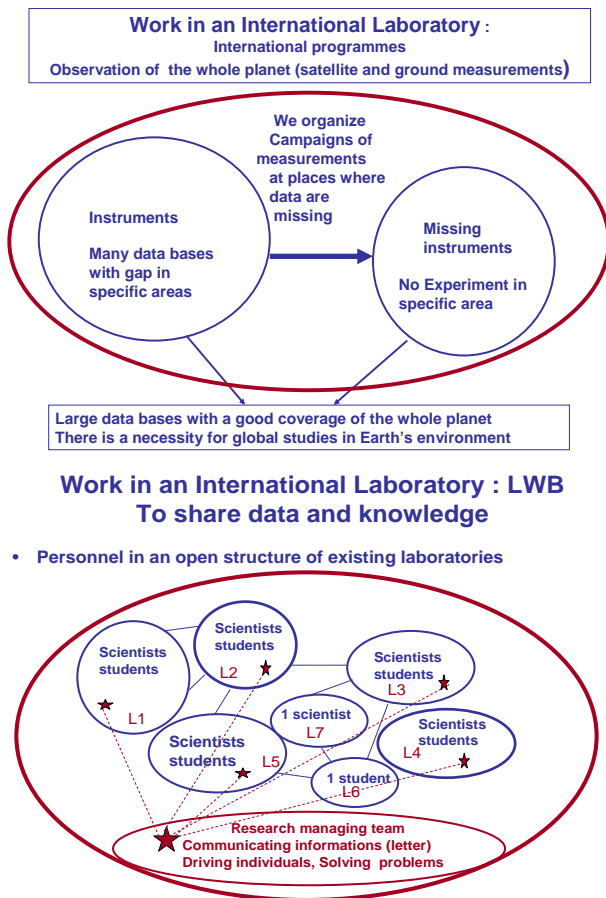 Work in an International Laboratory :
International programmes
Observation of the whole planet (satellite and ground measurements)
We organize
Campaigns of
measurements
at places where
data are
missing
Instruments
Many data bases
with gap in
specific areas
Missing
instruments
No Experiment in
specific area
Large data bases with a good coverage of the whole planet
There is a necessity for global studies in Earth's environment
Work in an International Laboratory : LWB
To share data and knowledge
• Personnel in an open structure of existing laboratories
Scientists
students
L1
Scientists
students
L2
Scientists
students
L3
1 scientist
L7
Scientists
students
L4
Scientists
students
L5
1 student
L6
Research managing team
Communicating informations (letter)
Driving individuals, Solving problems